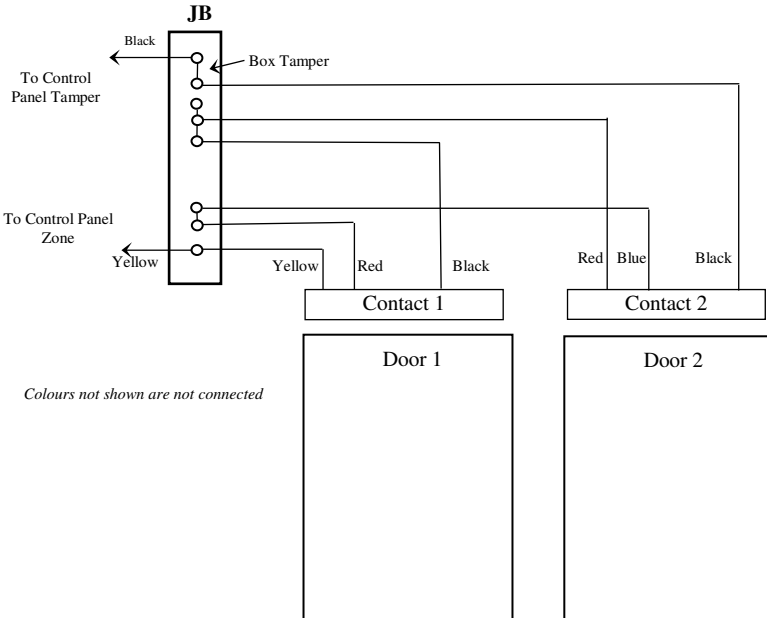 JB
Black
Box Tamper
To Control
Panel Tamper
To Control Panel
Zone
Yellow
Yellow
Red
Black
Red
Blue
Black
Contact 1
Contact 2
Door 1
Door 2
Colours not shown are not connected